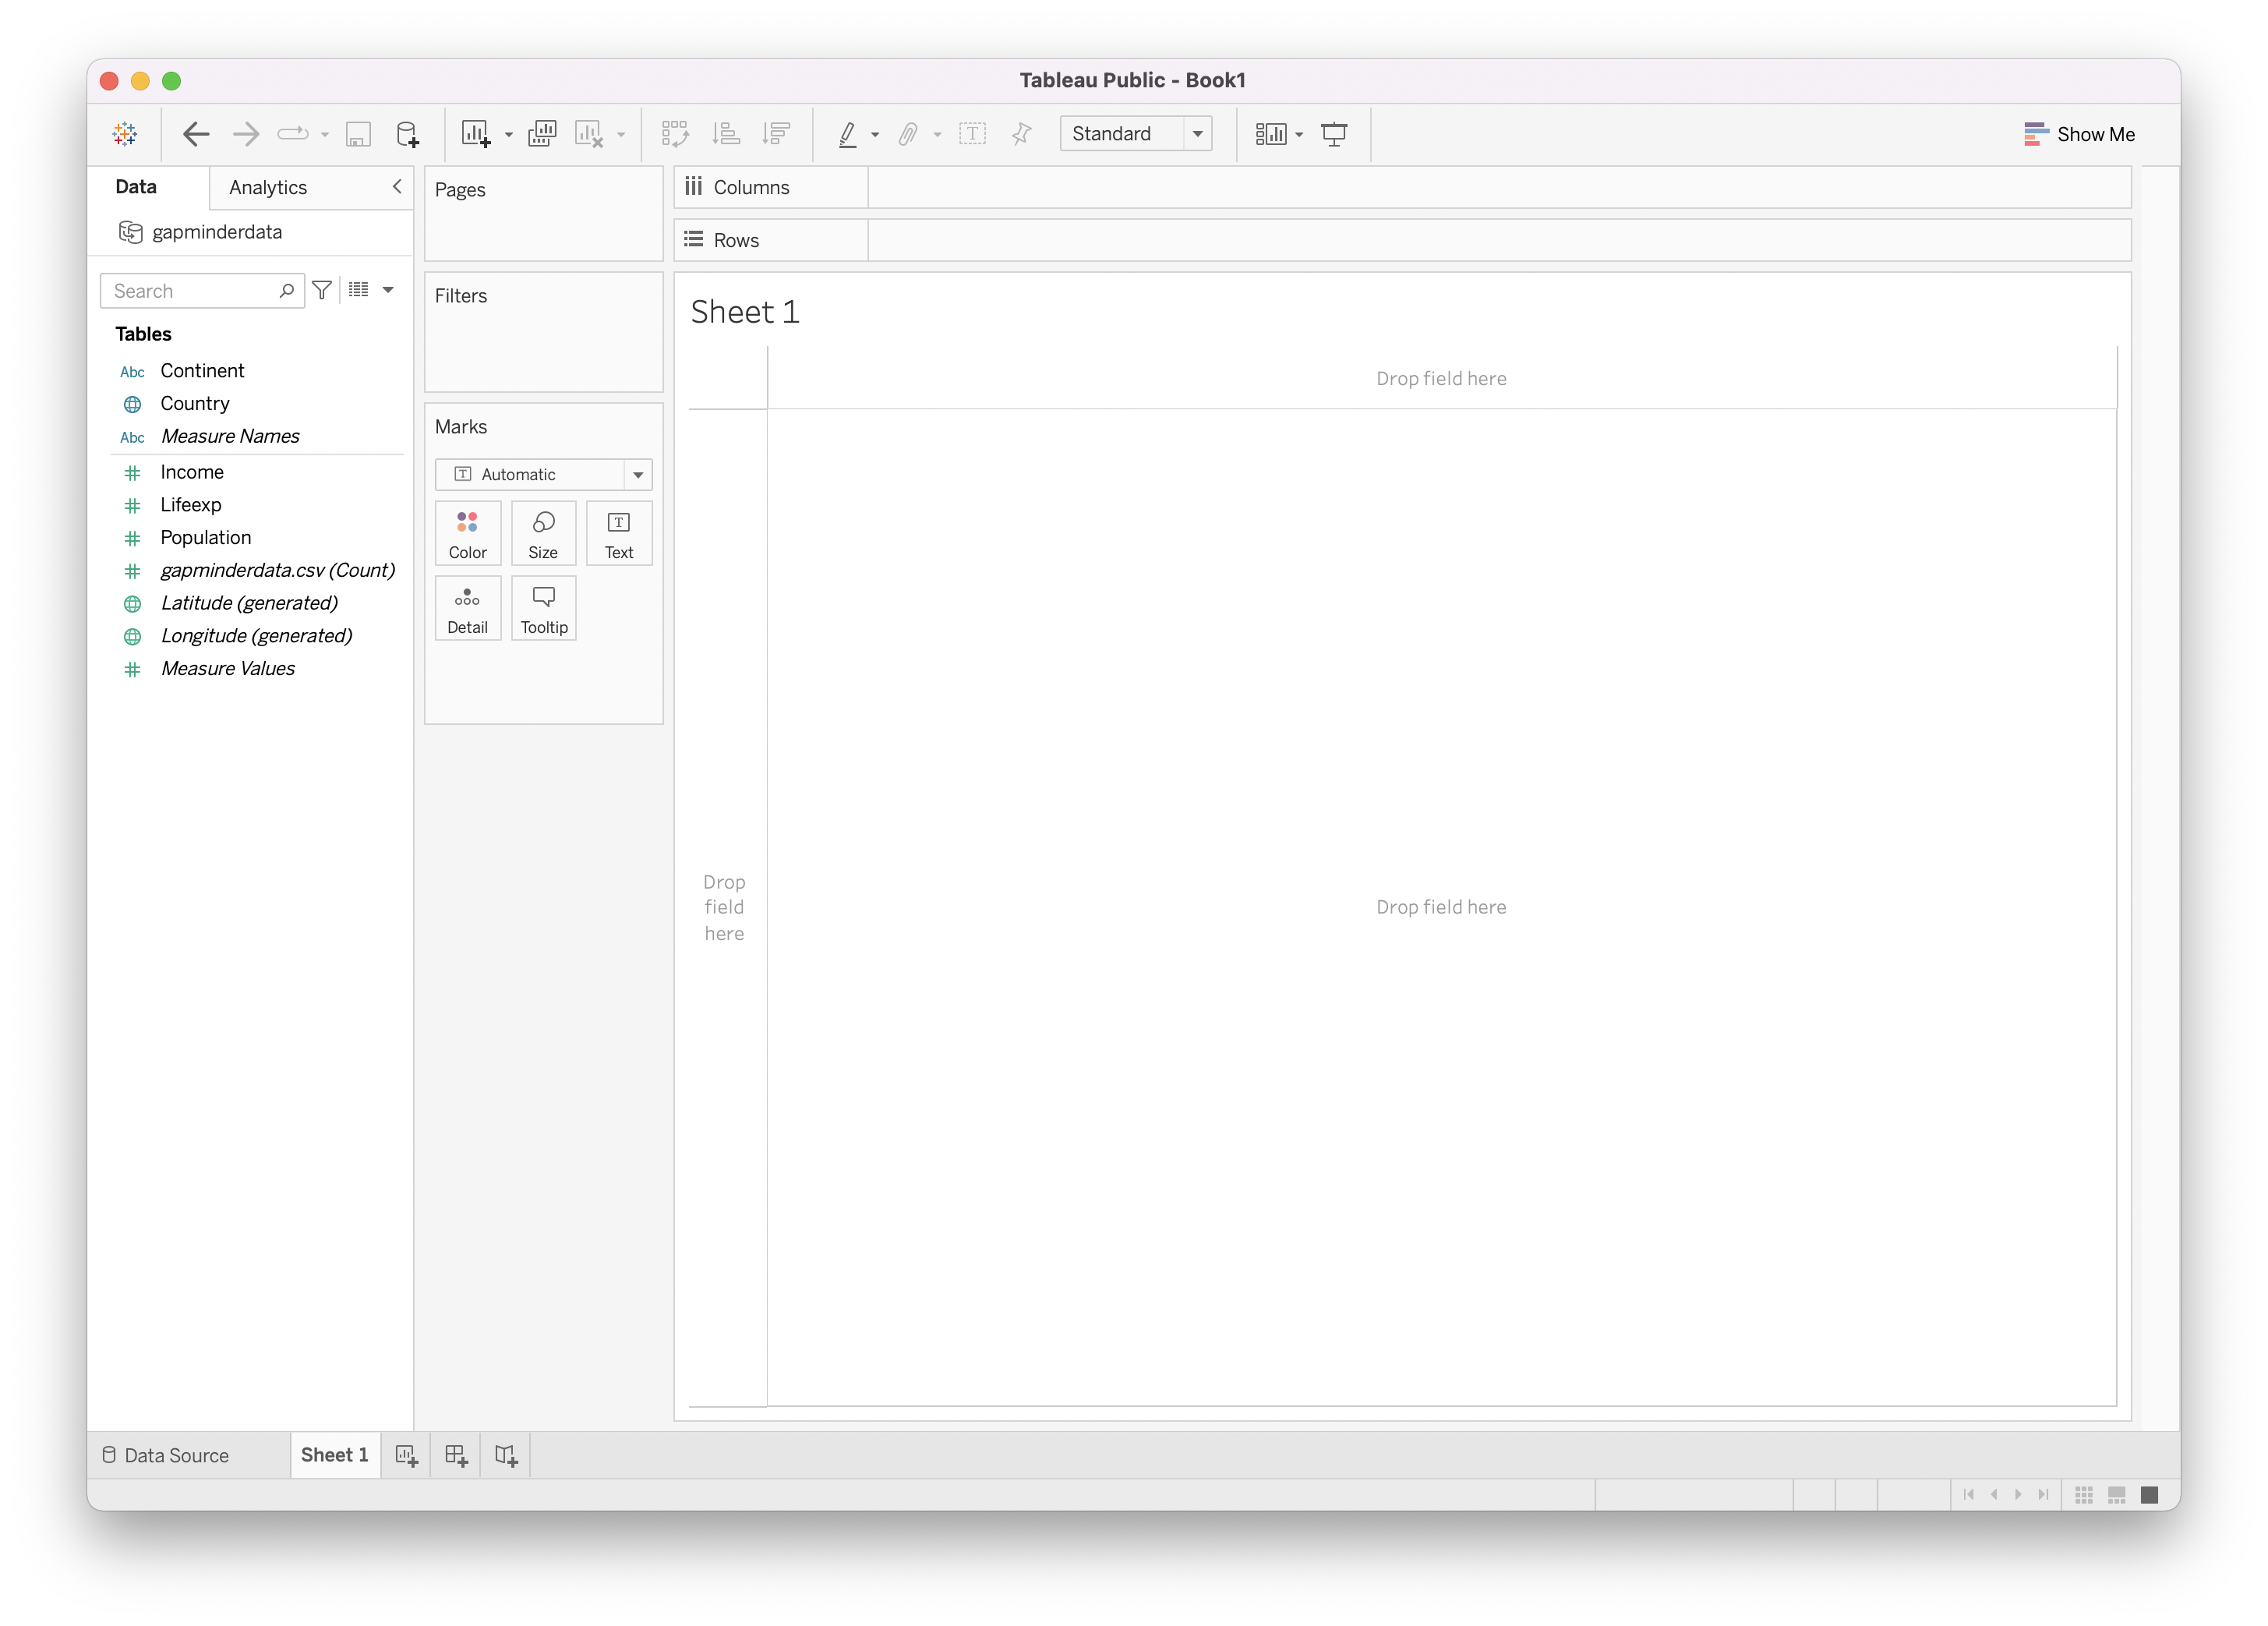 Tableau Public - Book1
Standard
Show Me
Data
Analytics
gapminderdata
Search
Tables
Abc Continent
Country
Abc Measure Names
Income
Lifeexp
Population
gapminderdata.csv (Count)
Latitude (generated)
Longitude (generated)
Measure Values
Pages
Filters
Marks
Automatic
Color
Size
Text
Detail
Tooltip
Columns
Rows
Sheet 1
Drop field here
Drop
field
here
Drop field here
Data Source
Sheet 1